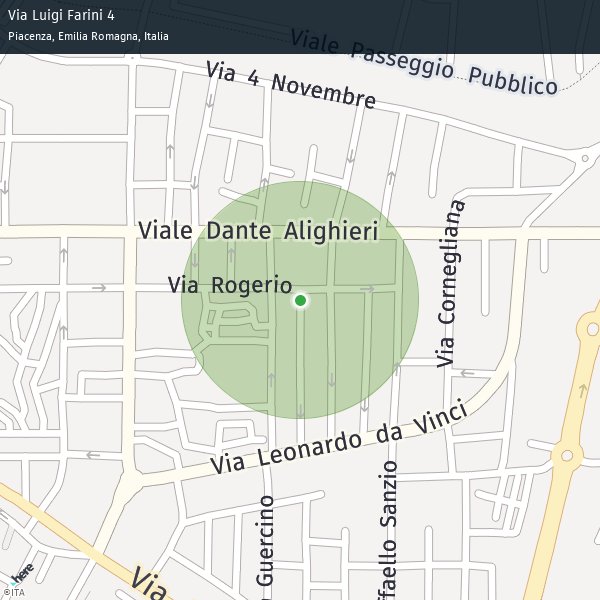 Via Luigi Farini 4
Piacenza, Emilia Romagna, Italia
Viale Passeggio Pubblico
Via 4 Novembre
Viale Dante Alighieri
Via Cornegliana
Via Rogerio
Via Leonardo da Vinci
Guercino
ffaello Sanzio
Via
here
©ITA